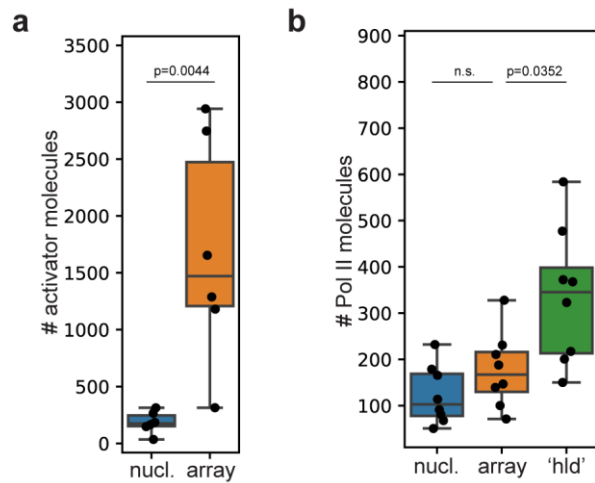 a
# activator molecules
3500
3000
2500
2000
1500
1000
500
0
p=0.0044
nucl. array
b
# Pol II molecules
900
800
700
600
500
400
300
200
100
n.s. p=0.0352
nucl. array ‘hld’